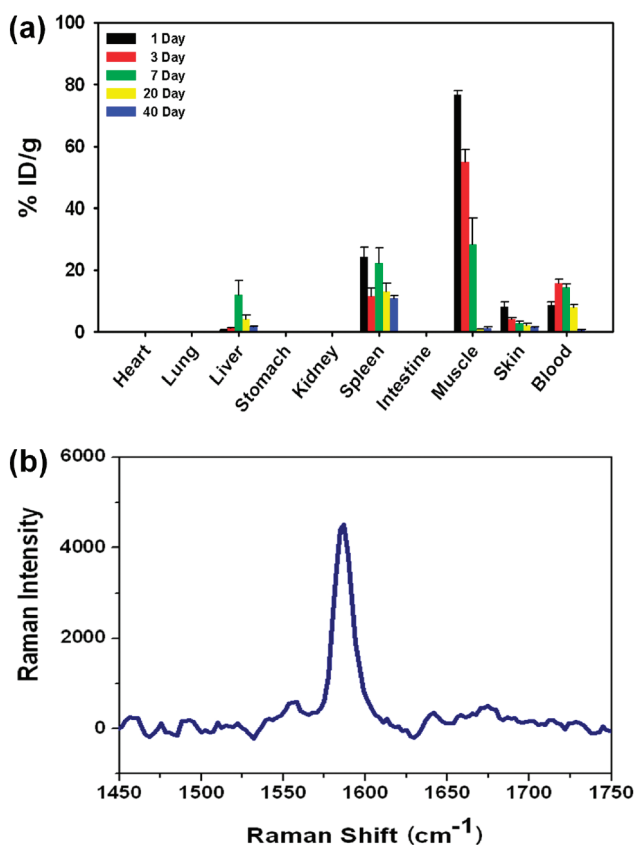 (a)
100
80
60
40
20
0
% ID/g
1 Day
3 Day
7 Day
20 Day
40 Day
Heart
Lung
Liver
Stomach
Kidney
Spleen
Intestine
Muscle
Skin
Blood
(b)
6000
4000
2000
0
Raman Intensity
1450 1500 1550 1600 1650 1700 1750
Raman Shift (cm⁻¹)